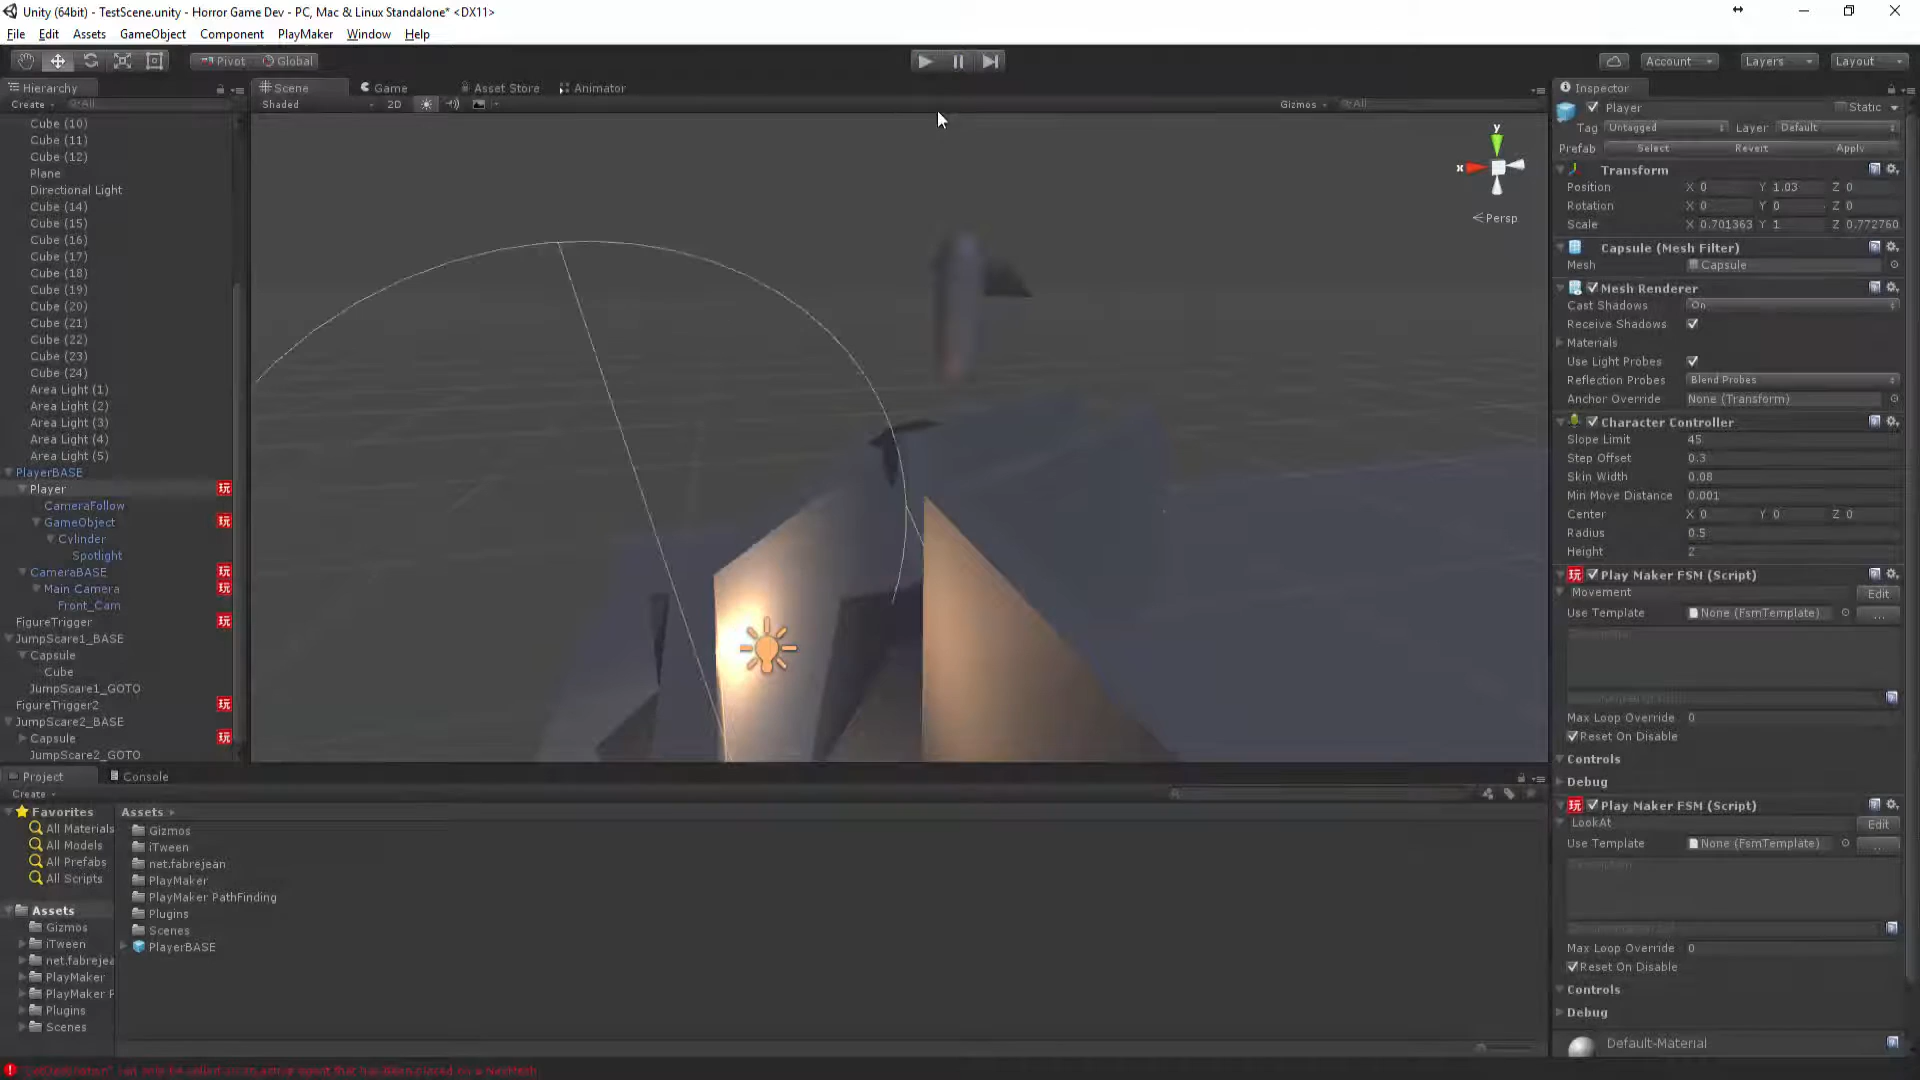 Unity (64bit) - TestScene.unity - Horror Game Dev - PC, Mac & Linux Standalone* <DX11>
File Edit Assets GameObject Component PlayMaker Window Help
Pivot Global Account Layers Layout
Hierarchy
Create All
Cube (10)
Cube (11)
Cube (12)
Plane
Directional Light
Cube (14)
Cube (15)
Cube (16)
Cube (17)
Cube (18)
Cube (19)
Cube (20)
Cube (21)
Cube (22)
Cube (23)
Cube (24)
Area Light (1)
Area Light (2)
Area Light (3)
Area Light (4)
Area Light (5)
PlayerBASE
Player 玩
CameraFollow
GameObject 玩
Cylinder
Spotlight
CameraBASE 玩
Main Camera 玩
Front_Cam
FigureTrigger 玩
JumpScare1_BASE
Capsule
Cube
JumpScare1_GOTO
FigureTrigger2 玩
JumpScare2_BASE
Capsule 玩
JumpScare2_GOTO
Scene Game Asset Store Animator
Shaded 2D Gizmos All
y
x
Persp
Inspector
Player Static
Tag Untagged Layer Default
Prefab Select Revert Apply
Transform
Position X 0 Y 1.03 Z 0
Rotation X 0 Y 0 Z 0
Scale X 0.701363 Y 1 Z 0.772760
Capsule (Mesh Filter)
Mesh Capsule
Mesh Renderer
Cast Shadows On
Receive Shadows
Materials
Use Light Probes
Reflection Probes Blend Probes
Anchor Override None (Transform)
Character Controller
Slope Limit 45
Step Offset 0.3
Skin Width 0.08
Min Move Distance 0.001
Center X 0 Y 0 Z 0
Radius 0.5
Height 2
玩 Play Maker FSM (Script)
Movement Edit
Use Template None (FsmTemplate) ...
Max Loop Override 0
Reset On Disable
Controls
Debug
玩 Play Maker FSM (Script)
LookAt Edit
Use Template None (FsmTemplate) ...
Max Loop Override 0
Reset On Disable
Controls
Debug
Default-Material
Project Console
Create
Favorites
All Materials
All Models
All Prefabs
All Scripts
Assets
Gizmos
iTween
net.fabrejea
PlayMaker
PlayMaker P
Plugins
Scenes
Assets
Gizmos
iTween
net.fabrejean
PlayMaker
PlayMaker PathFinding
Plugins
Scenes
PlayerBASE